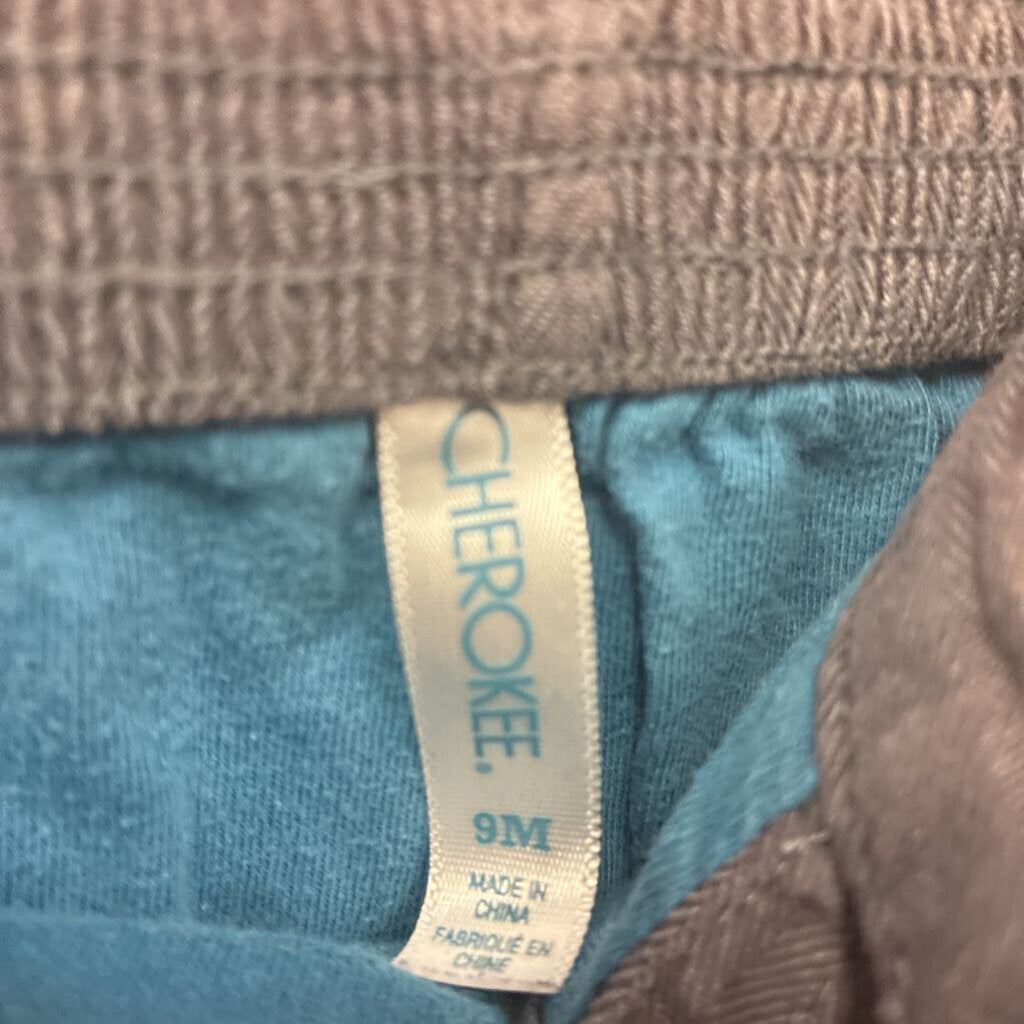 CHEROKEE.
9M
MADE IN
CHINA
FABRIQUÉ EN
CHINE